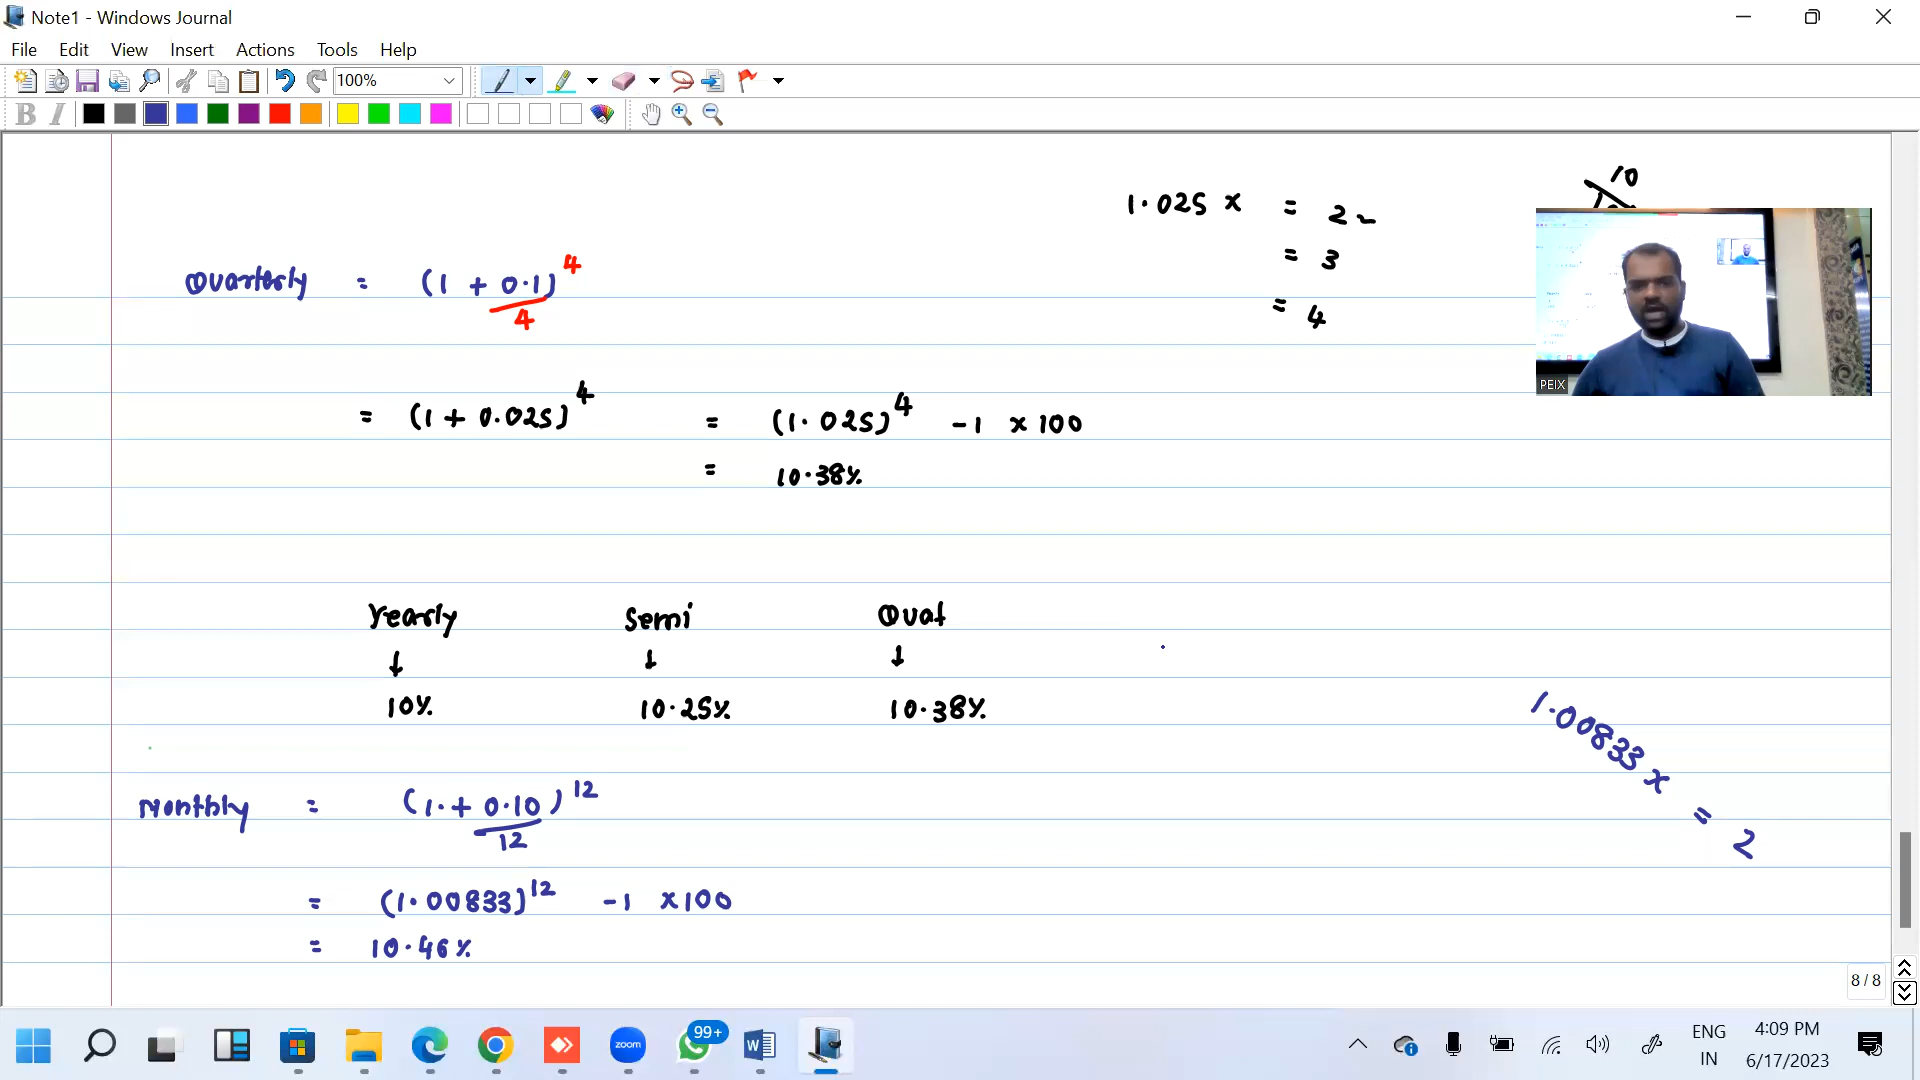 Note1 - Windows Journal
File Edit View Insert Actions Tools Help
100%
B I
10
1.025 x = 2
= 3
= 4
Quarterly = (1 + 0.1/4)^4
PEIX
= (1 + 0.025)^4 = (1.025)^4 -1 x 100
= 10.38%
Yearly Semi Quat
↓ ↓ ↓
10% 10.25% 10.38%
1.00833 x = 2
Monthly = (1.+ 0.10/12)^12
= (1.00833)^12 -1 x100
= 10.46%
8 / 8
99+
zoom
ENG
IN
4:09 PM
6/17/2023